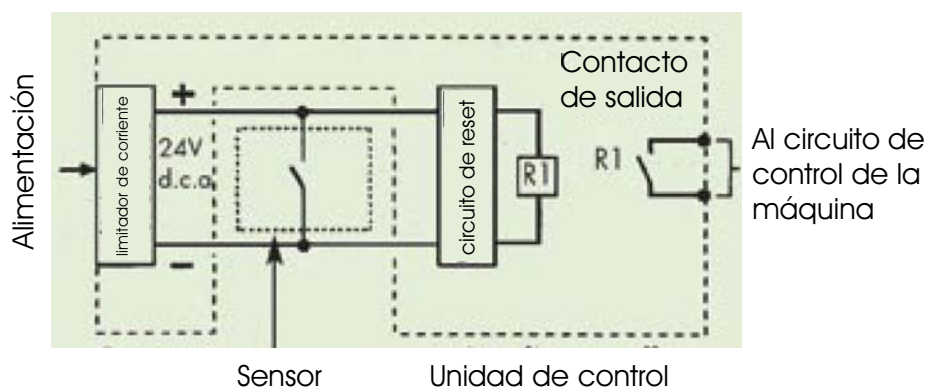 Alimentación
limitador de corriente
+
24V
d.c.a
−
Sensor
circuito de reset
R1
Unidad de control
Contacto
de salida
R1
Al circuito de
control de la
máquina